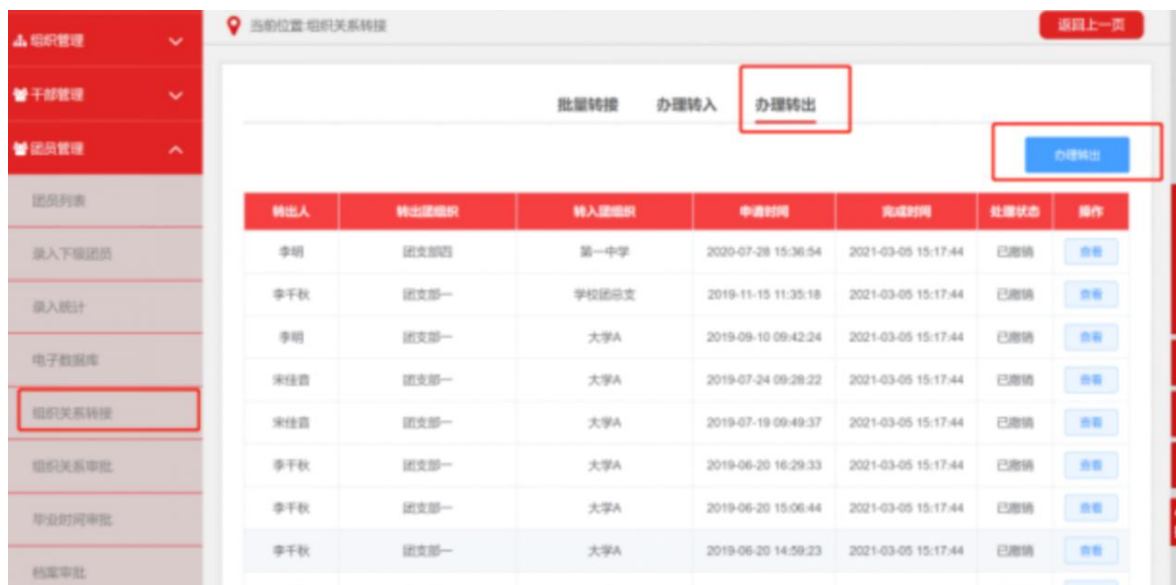 当前位置:组织关系转接
返回上一页
组织管理
干部管理
团员管理
团员列表
录入下级团员
录入统计
电子数据库
组织关系转接
组织关系审批
毕业时间审批
档案审批
批量转接 办理转入 办理转出
办理转出
转出人 转出团组织 转入团组织 申请时间 完成时间 处理状态 操作
李明 团支部四 第一中学 2020-07-28 15:36:54 2021-03-05 15:17:44 已撤销 查看
李千秋 团支部一 学校团总支 2019-11-15 11:35:18 2021-03-05 15:17:44 已撤销 查看
李明 团支部一 大学A 2019-09-10 09:42:24 2021-03-05 15:17:44 已撤销 查看
宋佳音 团支部一 大学A 2019-07-24 09:28:22 2021-03-05 15:17:44 已撤销 查看
宋佳音 团支部一 大学A 2019-07-19 09:49:37 2021-03-05 15:17:44 已撤销 查看
李千秋 团支部一 大学A 2019-06-20 16:29:33 2021-03-05 15:17:44 已撤销 查看
李千秋 团支部一 大学A 2019-06-20 15:06:44 2021-03-05 15:17:44 已撤销 查看
李千秋 团支部一 大学A 2019-06-20 14:59:23 2021-03-05 15:17:44 已撤销 查看